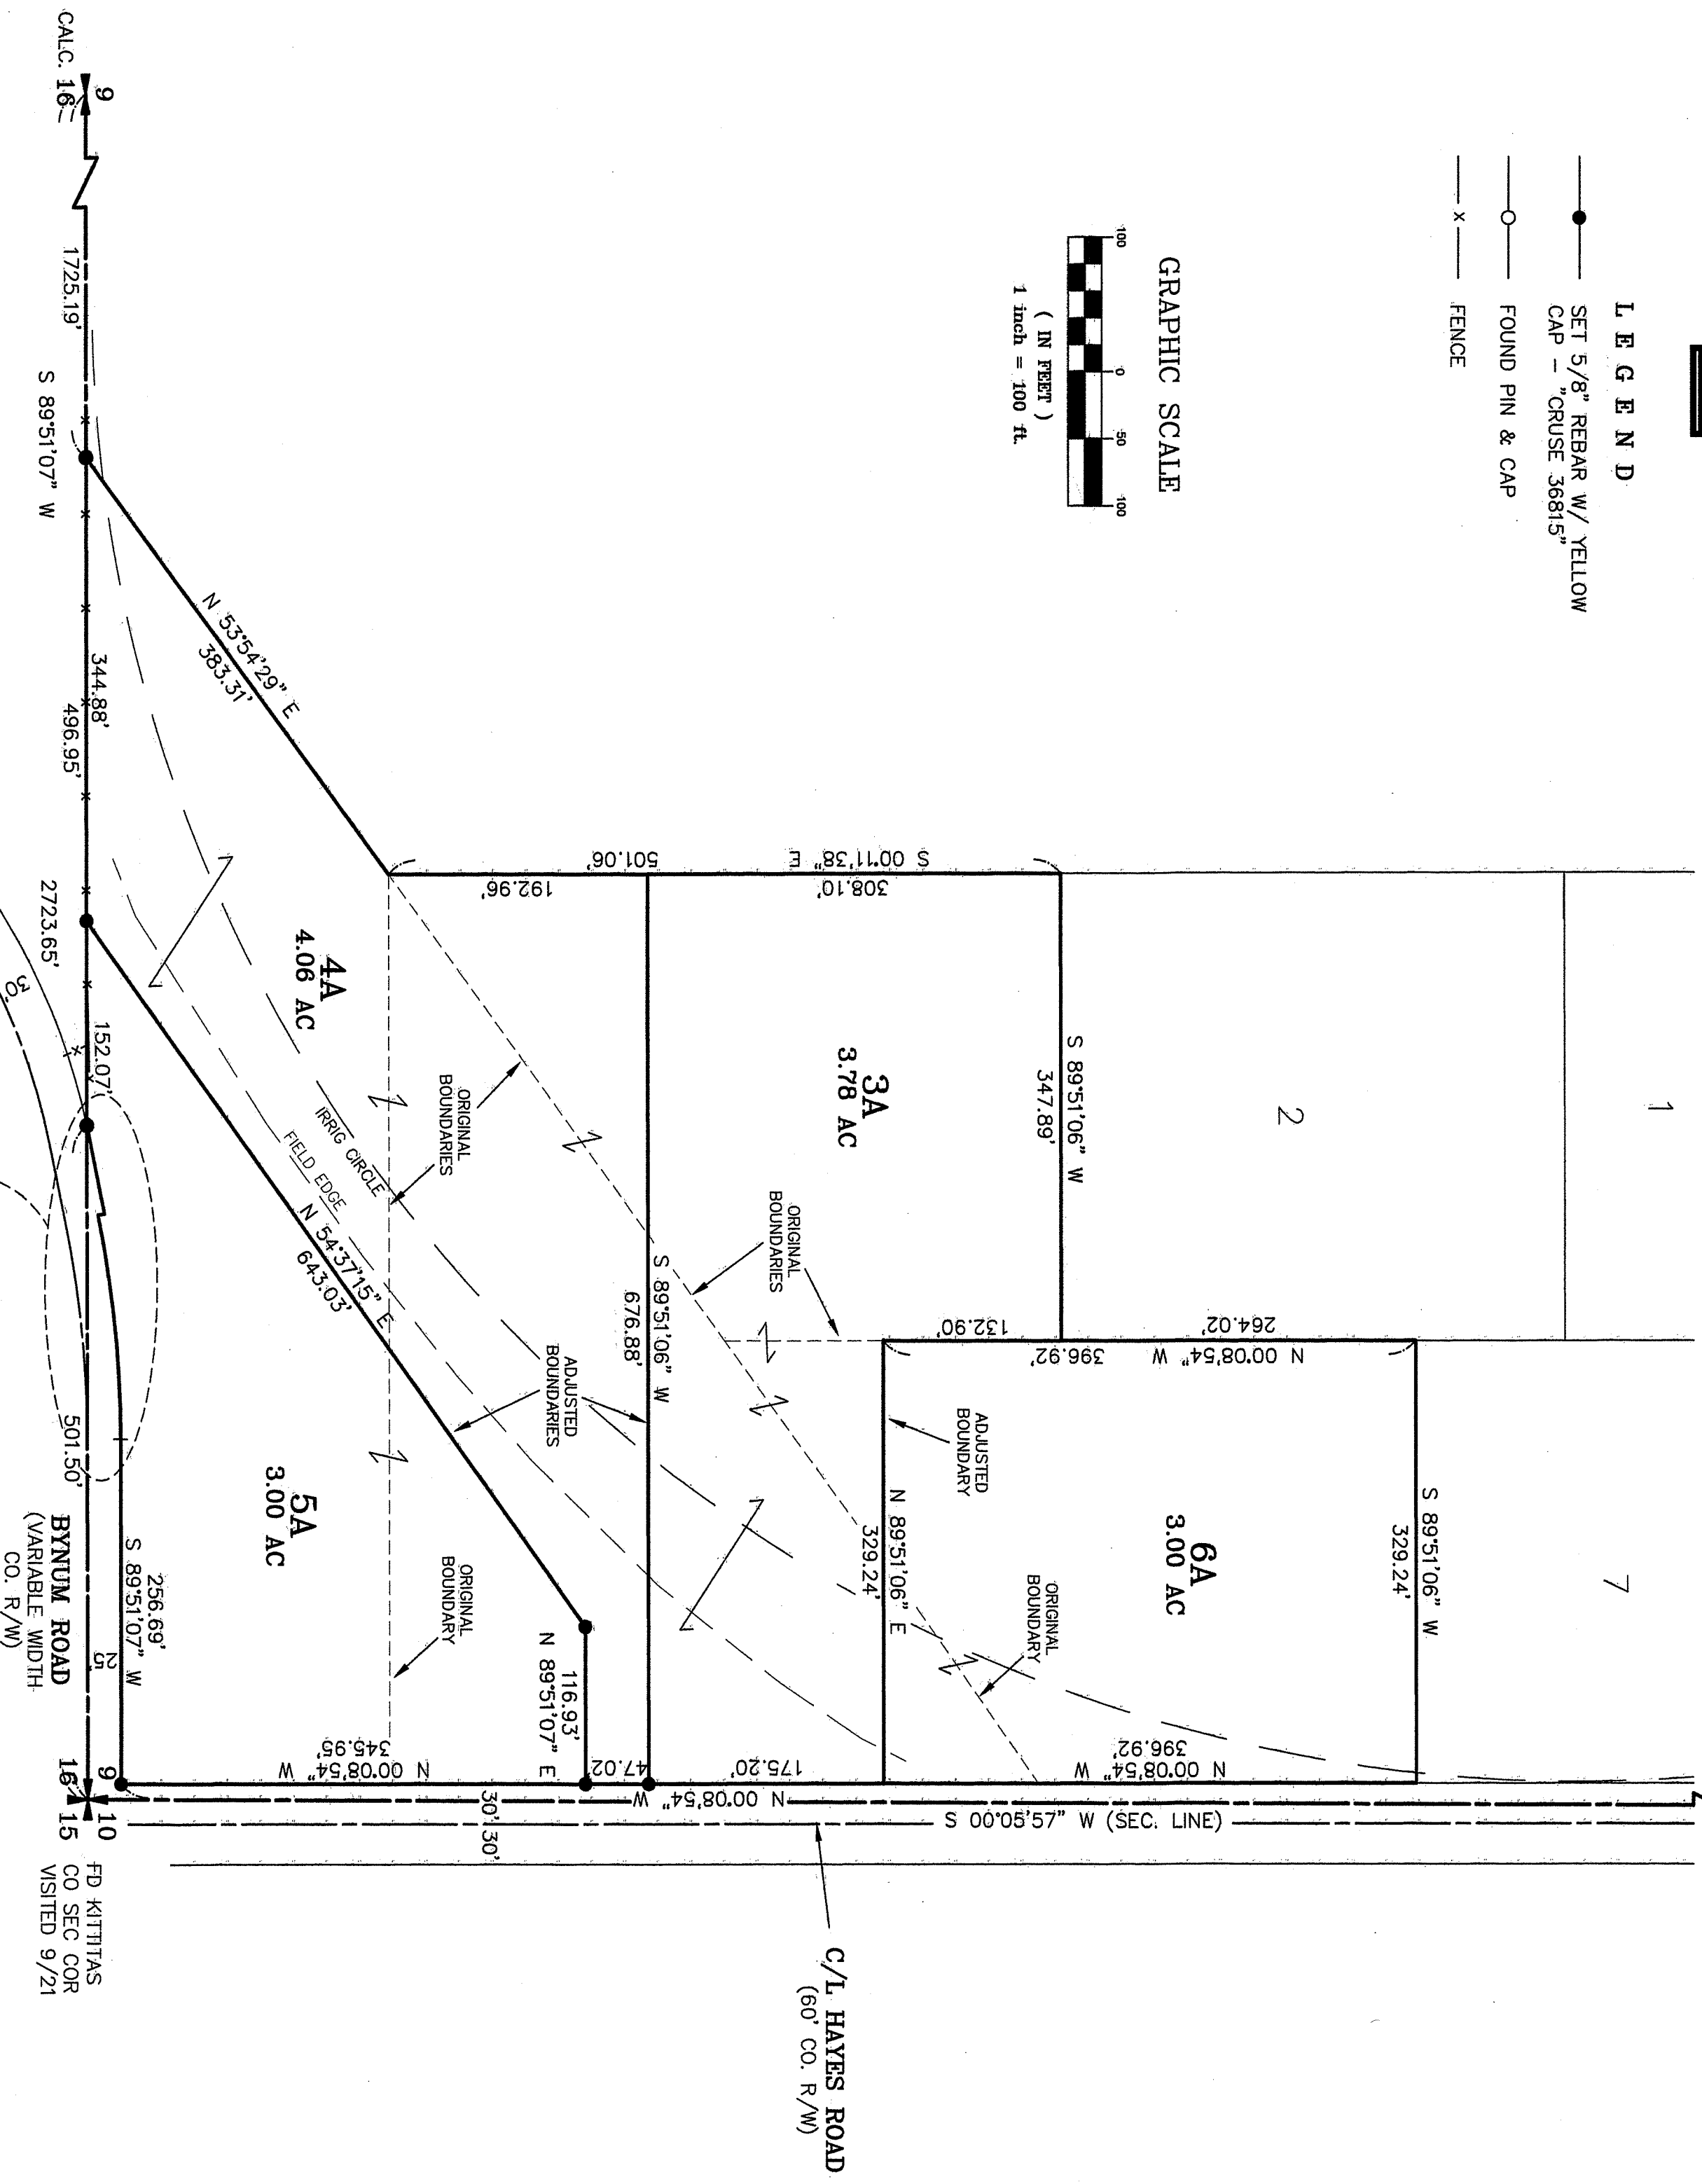 L E G E N D
SET 5/8" REBAR W/ YELLOW
CAP - "CRUSE 36815"
FOUND PIN & CAP
x
FENCE
GRAPHIC SCALE
100
0
50
100
( IN FEET )
1 inch = 100 ft.
1
2
7
S 89°51'06" W
347.89'
S 89°51'06" W
329.24'
264.02'
132.90'
N 00°08'54" W
396.92'
S 00°11'38" E
501.06'
308.10'
192.96'
3A
3.78 AC
6A
3.00 AC
ORIGINAL
BOUNDARY
N 00°08'54" W
396.92'
ADJUSTED
BOUNDARY
N 89°51'06" E
329.24'
ORIGINAL
BOUNDARIES
175.20'
S 89°51'06" W
676.88'
ADJUSTED
BOUNDARIES
47.02'
N 00°08'54" W
S 00°05'57" W (SEC. LINE)
C/L HAYES ROAD
(60' CO. R/W)
30'
30'
ORIGINAL
BOUNDARIES
N 53°54'29" E
383.31'
4A
4.06 AC
IRRIG CIRCLE
FIELD EDGE
N 54°37'15" E
643.03'
116.93'
N 89°51'07" E
ORIGINAL
BOUNDARY
5A
3.00 AC
N 00°08'54" W
345.95'
256.69'
S 89°51'07" W
25'
9
CALC. 16
1725.19'
S 89°51'07" W
344.88'
496.95'
2723.65'
152.07'
30'
501.50'
BYNUM ROAD
(VARIABLE WIDTH
CO. R/W)
9
10
16
15
FD KITTITAS
CO SEC COR
VISITED 9/21